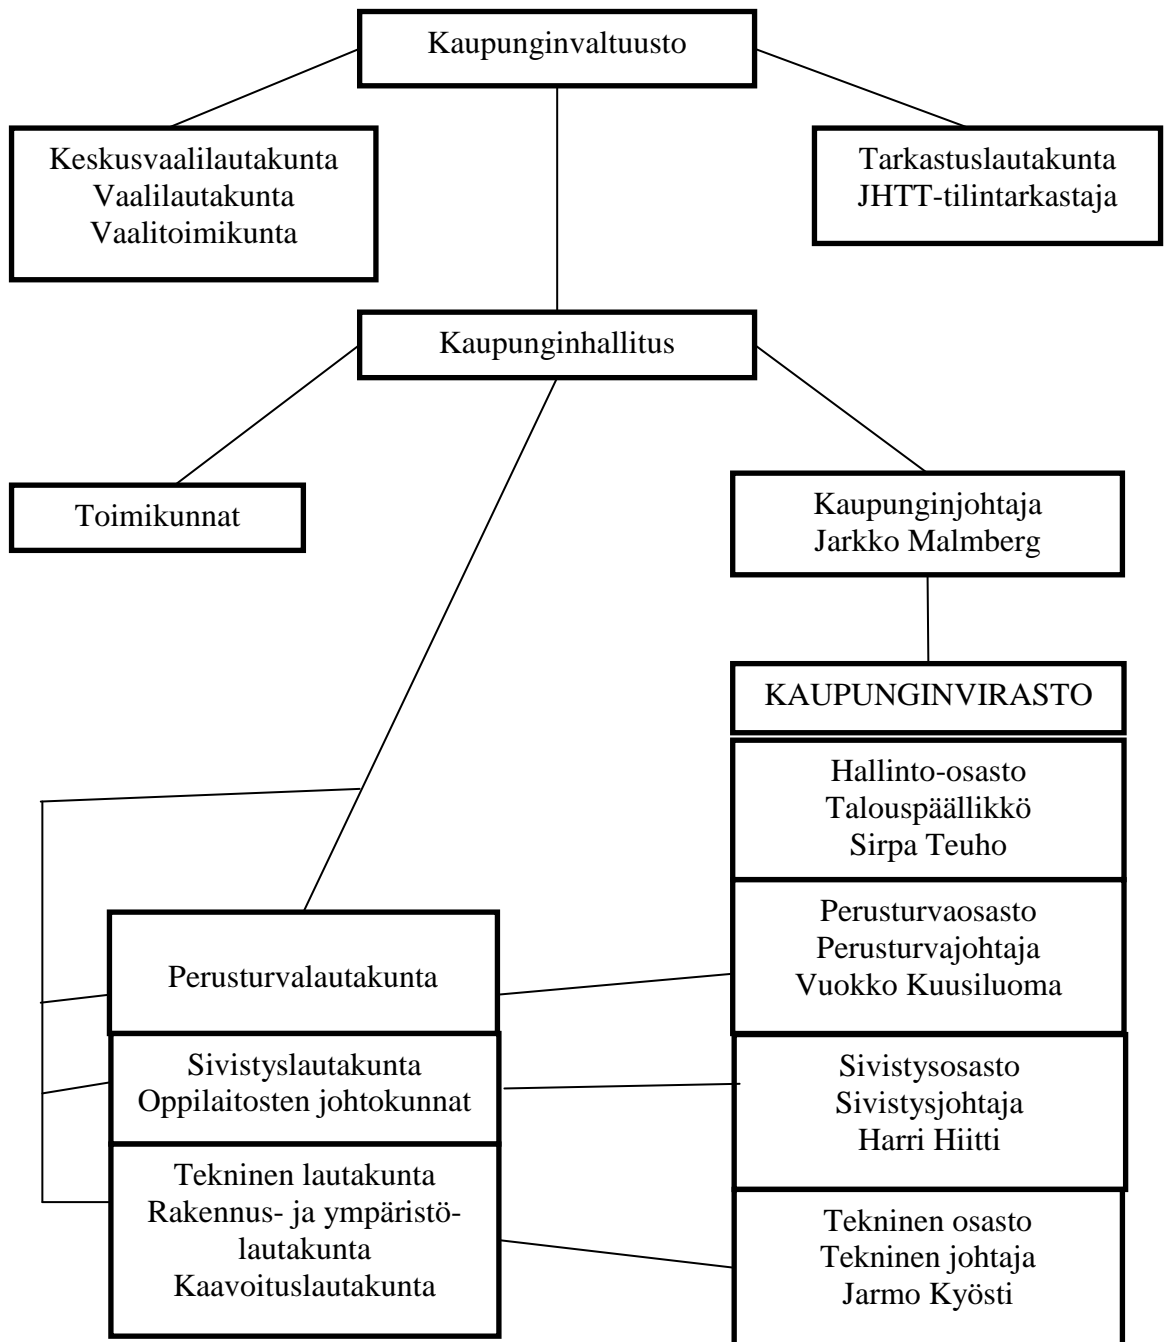 Kaupunginvaltuusto
Keskusvaalilautakunta
Vaalilautakunta
Vaalitoimikunta
Tarkastuslautakunta
JHTT-tilintarkastaja
Kaupunginhallitus
Toimikunnat
Kaupunginjohtaja
Jarkko Malmberg
KAUPUNGINVIRASTO
Hallinto-osasto
Talouspäällikkö
Sirpa Teuho
Perusturvalautakunta
Perusturvaosasto
Perusturvajohtaja
Vuokko Kuusiluoma
Sivistyslautakunta
Oppilaitosten johtokunnat
Sivistysosasto
Sivistysjohtaja
Harri Hiitti
Tekninen lautakunta
Rakennus- ja ympäristö-
lautakunta
Kaavoituslautakunta
Tekninen osasto
Tekninen johtaja
Jarmo Kyösti